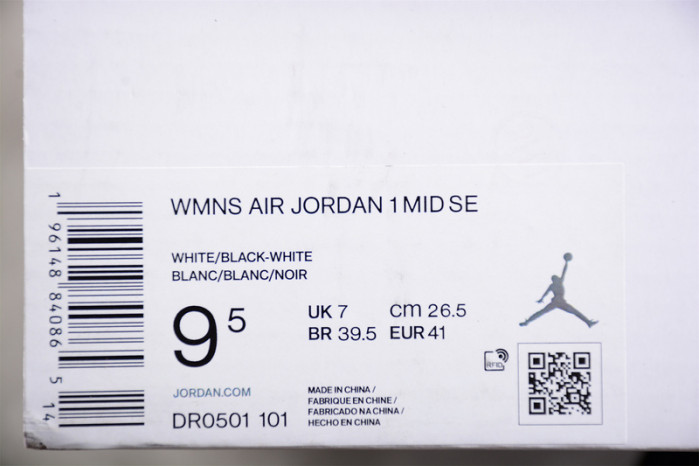 WMNS AIR JORDAN 1 MID SE
WHITE/BLACK-WHITE
BLANC/BLANC/NOIR
9 5
UK 7 cm 26.5
BR 39.5 EUR 41
RFID
JORDAN.COM
DR0501 101
MADE IN CHINA /
FABRIQUE EN CHINE /
FABRICADO NA CHINA /
HECHO EN CHINA
1 96148 84086 5 14